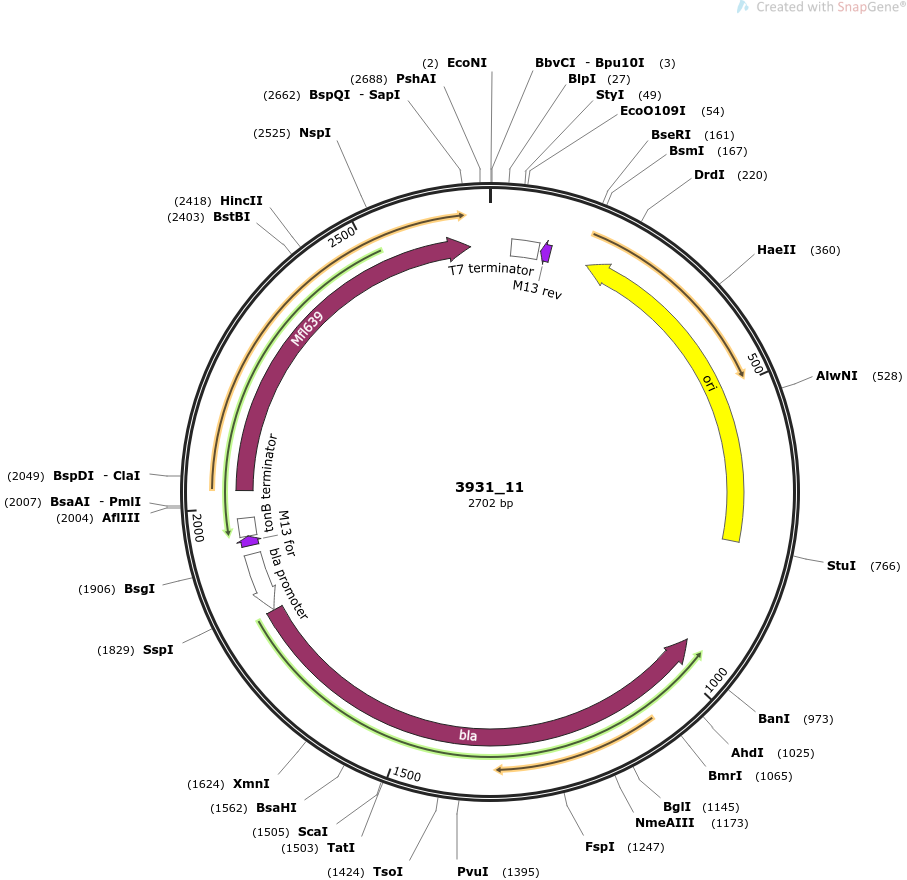 Created with SnapGene®
(2) EcoNI
BbvCI - Bpu10I (3)
(2688) PshAI
BlpI (27)
(2662) BspQI - SapI
StyI (49)
EcoO109I (54)
(2525) NspI
BseRI (161)
BsmI (167)
DrdI (220)
(2418) HincII
(2403) BstBI
2500
HaeII (360)
T7 terminator
M13 rev
Mfl639
500
AlwNI (528)
ori
(2049) BspDI - ClaI
(2007) BsaAI - PmlI
(2004) AflIII
2000
tonB terminator
M13 for
bla promoter
3931_11
2702 bp
StuI (766)
(1906) BsgI
(1829) SspI
1000
BanI (973)
AhdI (1025)
bla
BmrI (1065)
1500
(1624) XmnI
(1562) BsaHI
BglI (1145)
NmeAIII (1173)
(1505) ScaI
(1503) TatI
FspI (1247)
(1424) TsoI
PvuI (1395)